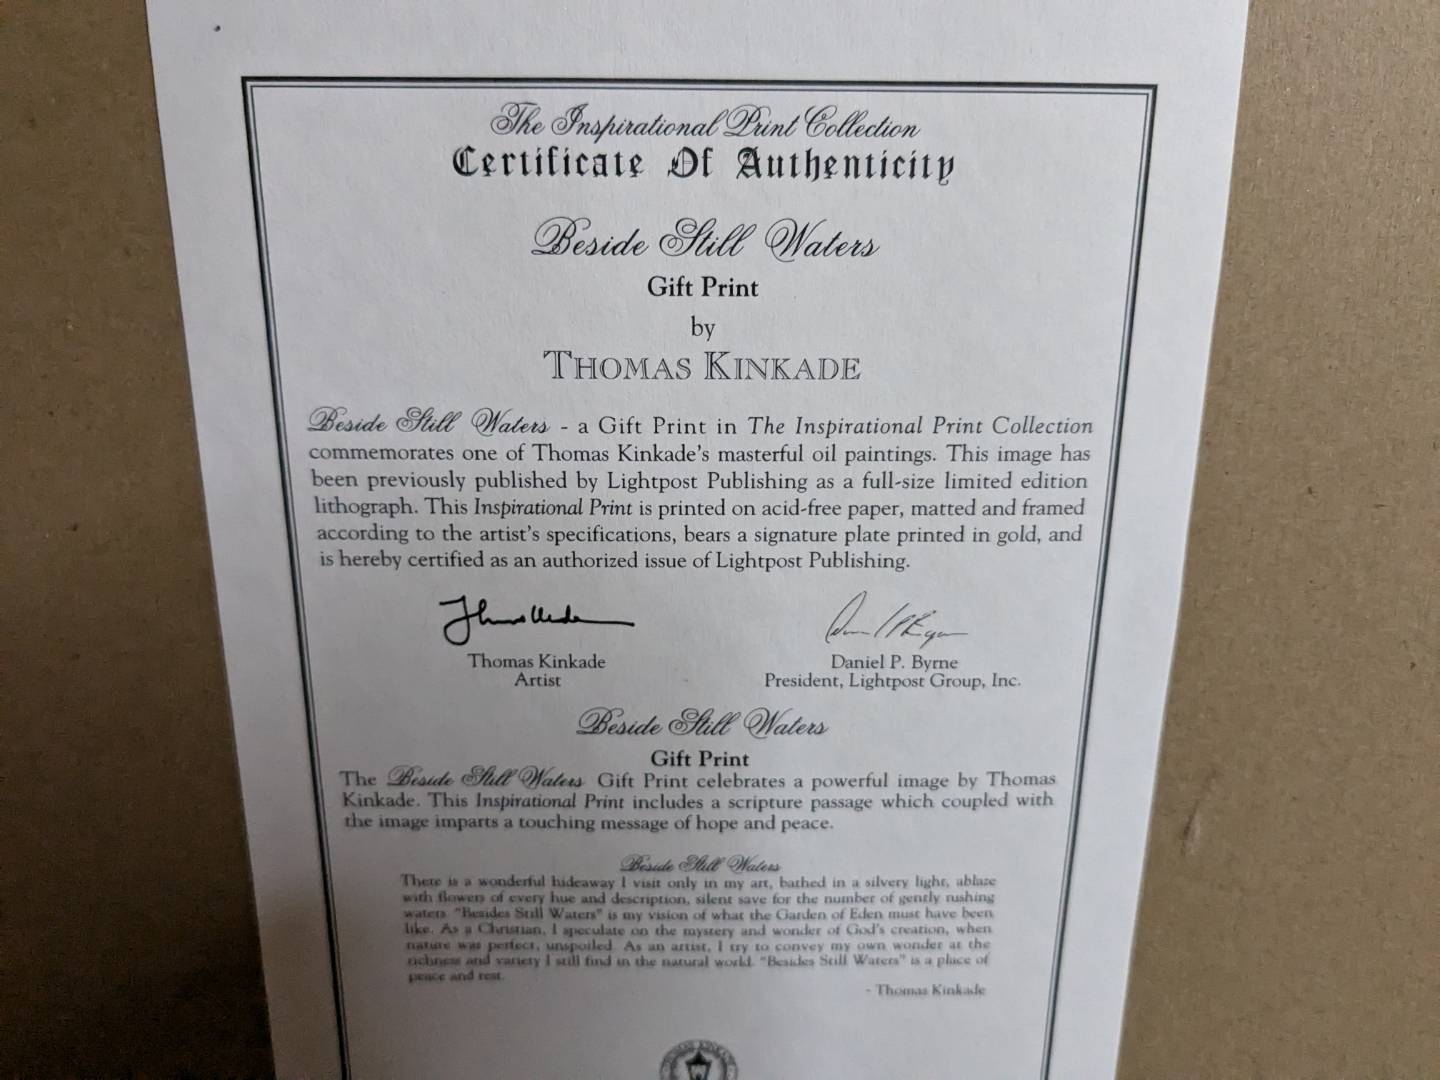 The Inspirational Print Collection
Certificate Of Authenticity
Beside Still Waters
Gift Print
by
THOMAS KINKADE
Beside Still Waters - a Gift Print in The Inspirational Print Collection
commemorates one of Thomas Kinkade's masterful oil paintings. This image has
been previously published by Lightpost Publishing as a full-size limited edition
lithograph. This Inspirational Print is printed on acid-free paper, matted and framed
according to the artist's specifications, bears a signature plate printed in gold, and
is hereby certified as an authorized issue of Lightpost Publishing.
Thomas Kinkade
Artist
Daniel P. Byrne
President, Lightpost Group, Inc.
Beside Still Waters
Gift Print
The Beside Still Waters Gift Print celebrates a powerful image by Thomas
Kinkade. This Inspirational Print includes a scripture passage which coupled with
the image imparts a touching message of hope and peace.
Beside Still Waters
There is a wonderful hideaway I visit only in my art, bathed in a silvery light, ablaze
with flowers of every hue and description, silent save for the number of gently rushing
waters. "Besides Still Waters" is my vision of what the Garden of Eden must have been
like. As a Christian, I speculate on the mystery and wonder of God's creation, when
nature was perfect, unspoiled. As an artist, I try to convey my own wonder at the
richness and variety I still find in the natural world. "Besides Still Waters" is a place of
peace and rest.
- Thomas Kinkade
THOMAS KINKADE